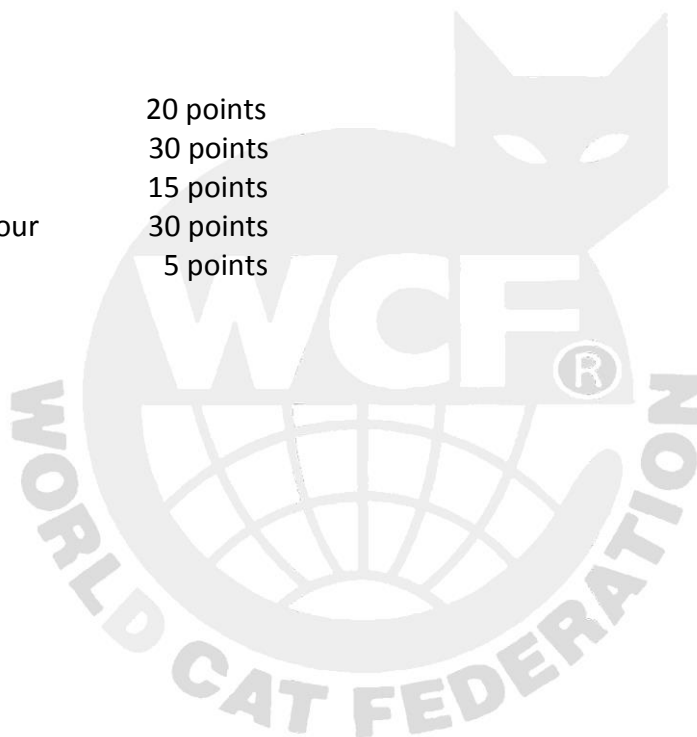 20 points
30 points
15 points
our 30 points
5 points
WCF ®
WORLD CAT FEDERATION